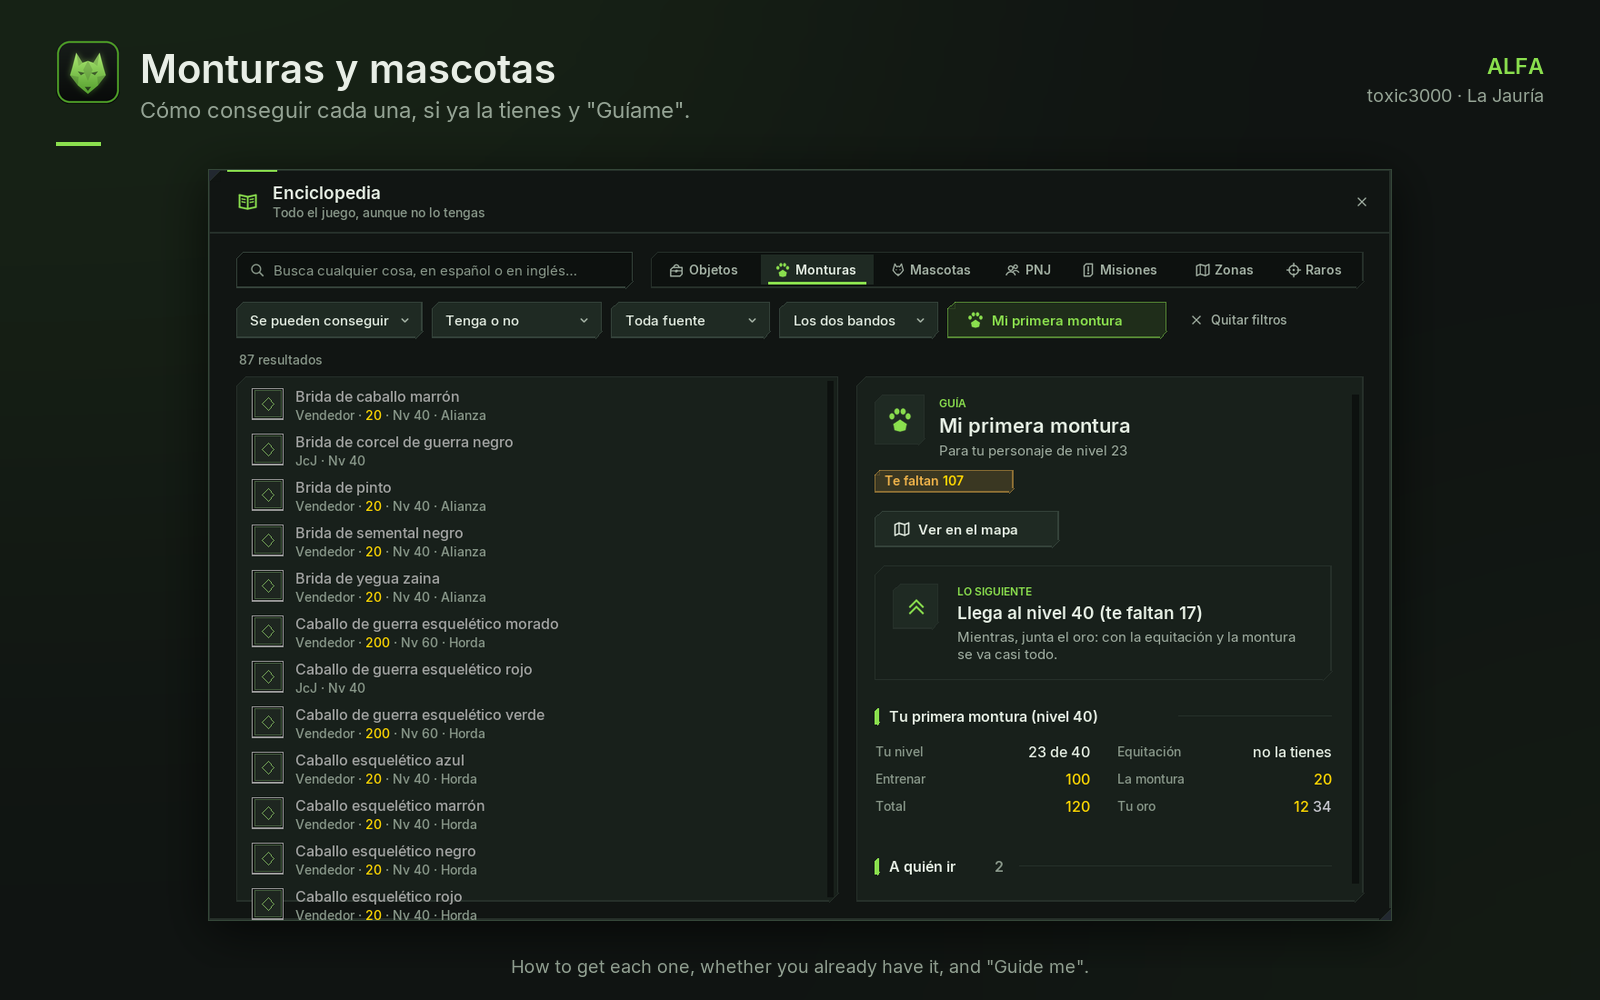 Monturas y mascotas
Cómo conseguir cada una, si ya la tienes y "Guíame".
ALFA
toxic3000 · La Jauría
Enciclopedia
Todo el juego, aunque no lo tengas
Busca cualquier cosa, en español o en inglés...
Objetos
Monturas
Mascotas
PNJ
Misiones
Zonas
Raros
Se pueden conseguir
Tenga o no
Toda fuente
Los dos bandos
Mi primera montura
Quitar filtros
87 resultados
Brida de caballo marrón
Vendedor · 20 · Nv 40 · Alianza
Brida de corcel de guerra negro
JcJ · Nv 40
Brida de pinto
Vendedor · 20 · Nv 40 · Alianza
Brida de semental negro
Vendedor · 20 · Nv 40 · Alianza
Brida de yegua zaina
Vendedor · 20 · Nv 40 · Alianza
Caballo de guerra esquelético morado
Vendedor · 200 · Nv 60 · Horda
Caballo de guerra esquelético rojo
JcJ · Nv 40
Caballo de guerra esquelético verde
Vendedor · 200 · Nv 60 · Horda
Caballo esquelético azul
Vendedor · 20 · Nv 40 · Horda
Caballo esquelético marrón
Vendedor · 20 · Nv 40 · Horda
Caballo esquelético negro
Vendedor · 20 · Nv 40 · Horda
Caballo esquelético rojo
Vendedor · 20 · Nv 40 · Horda
GUÍA
Mi primera montura
Para tu personaje de nivel 23
Te faltan 107
Ver en el mapa
LO SIGUIENTE
Llega al nivel 40 (te faltan 17)
Mientras, junta el oro: con la equitación y la montura
se va casi todo.
Tu primera montura (nivel 40)
Tu nivel 23 de 40 Equitación no la tienes
Entrenar 100 La montura 20
Total 120 Tu oro 12 34
A quién ir 2
How to get each one, whether you already have it, and "Guide me".